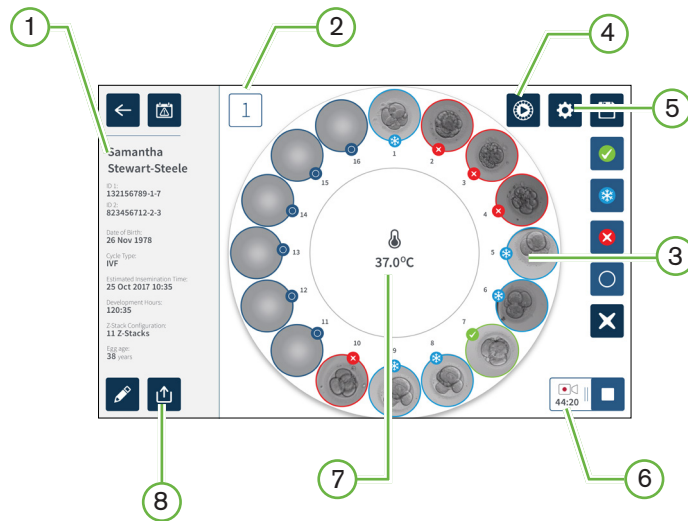 1
2
4
5
1
Samantha
Stewart-Steele
ID 1:
132156789-1-7
ID 2:
823456712-2-3
Date of Birth:
26 Nov 1978
Cycle Type:
IVF
Estimated Insemination Time:
25 Oct 2017 10:35
Development Hours:
120:35
Z-Stack Configuration:
11 Z-Stacks
Egg age:
38 years
1
2
3
4
5
6
7
8
9
10
11
12
13
14
15
16
37.0°C
3
44:20
8
7
6